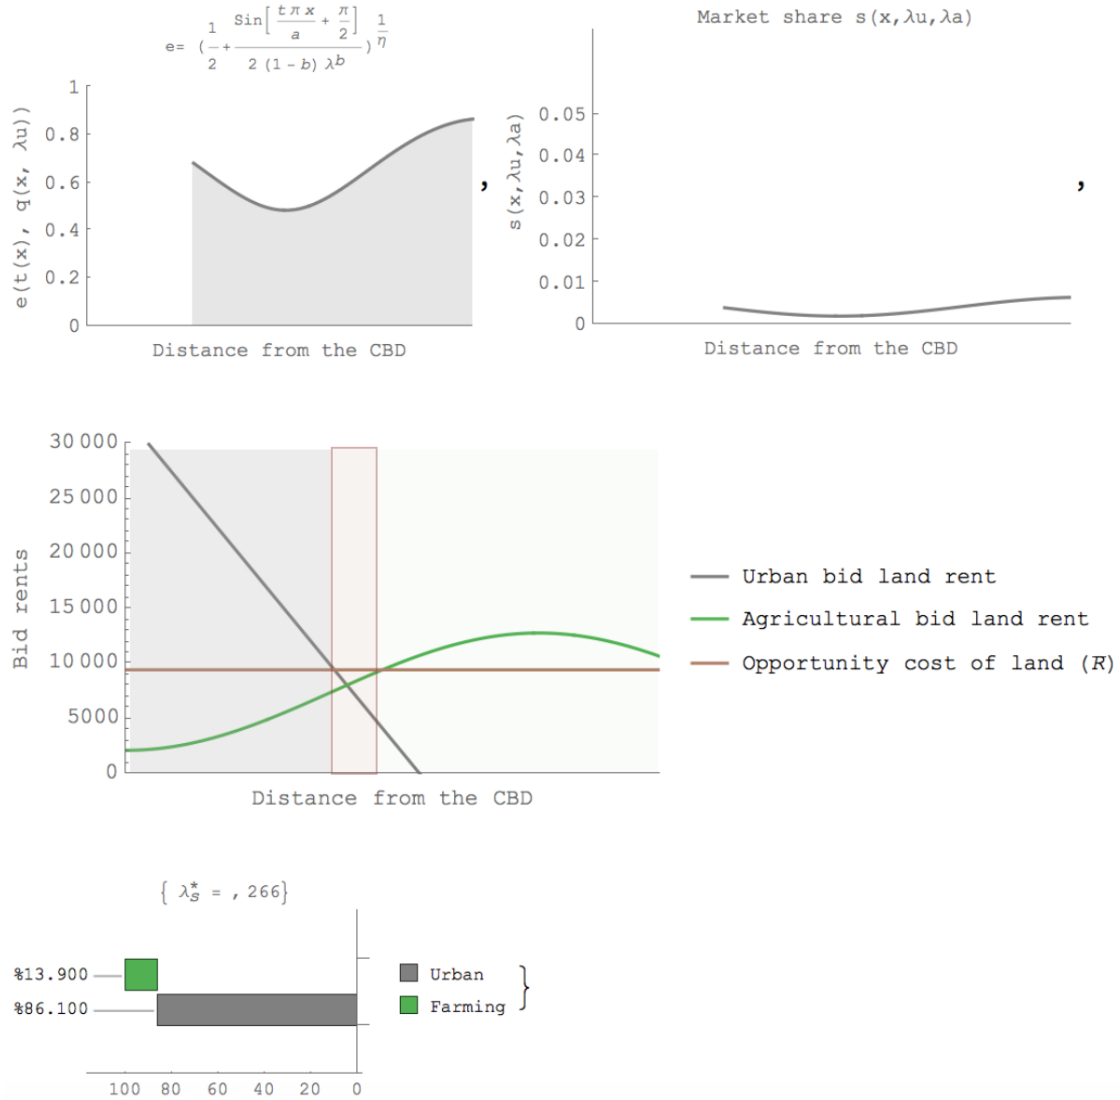 e= (1/2 + Sin[tπx/a + π/2] / 2 (1 - b) λ^b)^1/η
e(t(x), q(x, λu))
1
0.8
0.6
0.4
0.2
0
Distance from the CBD
,
Market share s(x,λu,λa)
s(x,λu,λa)
0.05
0.04
0.03
0.02
0.01
0
Distance from the CBD
,
Bid rents
30 000
25 000
20 000
15 000
10 000
5000
0
Distance from the CBD
Urban bid land rent
Agricultural bid land rent
Opportunity cost of land (R)
{ λ*s = , 266}
%13.900
%86.100
100 80 60 40 20 0
Urban
Farming
}